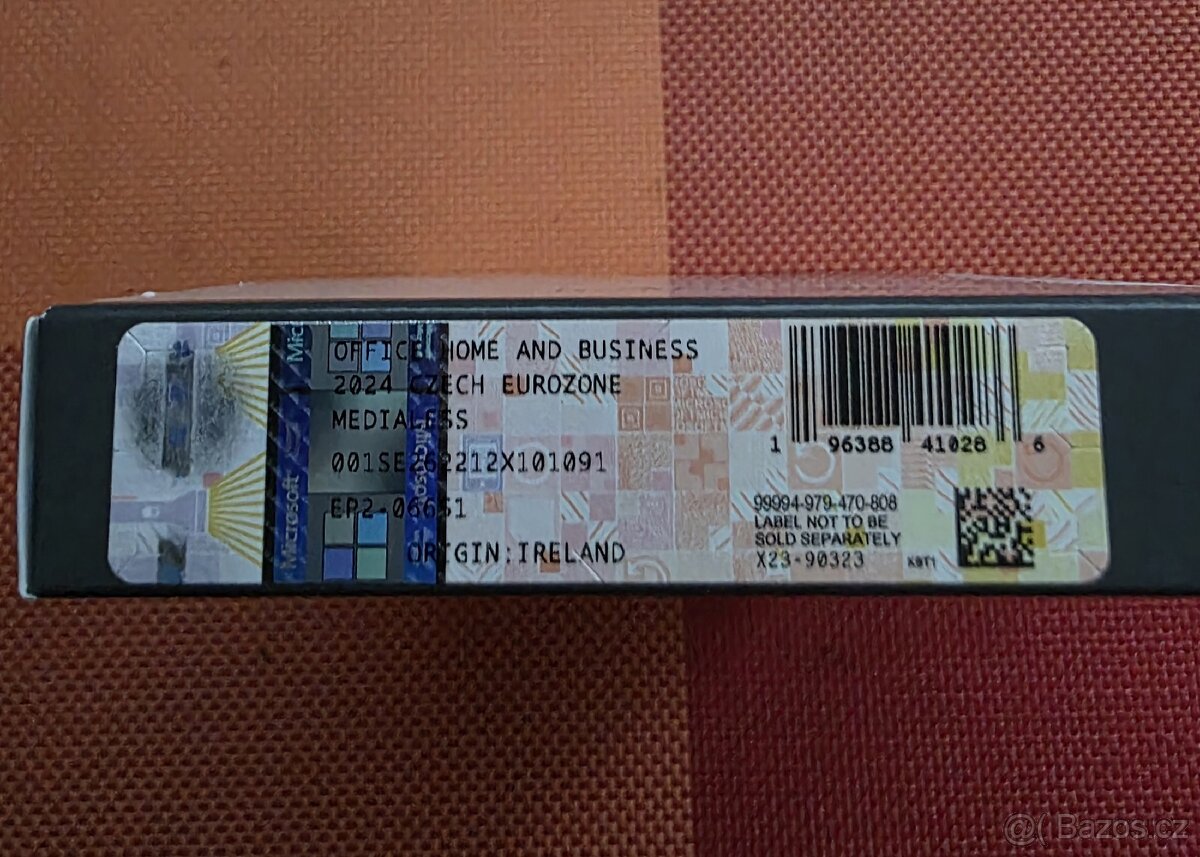 OFFICE HOME AND BUSINESS
2024 CZECH EUROZONE
MEDIALESS
001SE262212X101091
EP2-06651
ORIGIN:IRELAND
Microsoft
Microsoft
1 96388 41028 6
99994-979-470-808
LABEL NOT TO BE
SOLD SEPARATELY
X23-90323
@( Bazos.cz